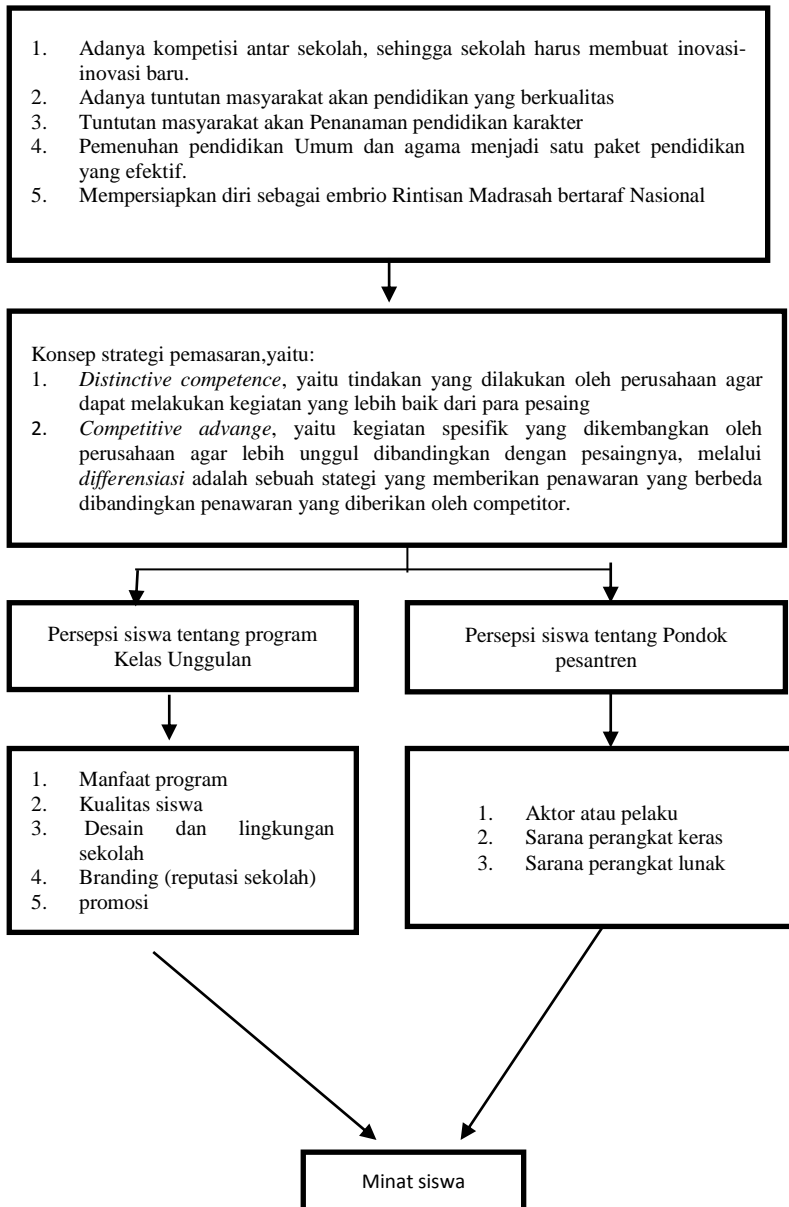 1. Adanya kompetisi antar sekolah, sehingga sekolah harus membuat inovasi-
inovasi baru.
2. Adanya tuntutan masyarakat akan pendidikan yang berkualitas
3. Tuntutan masyarakat akan Penanaman pendidikan karakter
4. Pemenuhan pendidikan Umum dan agama menjadi satu paket pendidikan
yang efektif.
5. Mempersiapkan diri sebagai embrio Rintisan Madrasah bertaraf Nasional
Konsep strategi pemasaran,yaitu:
1. Distinctive competence, yaitu tindakan yang dilakukan oleh perusahaan agar
dapat melakukan kegiatan yang lebih baik dari para pesaing
2. Competitive advange, yaitu kegiatan spesifik yang dikembangkan oleh
perusahaan agar lebih unggul dibandingkan dengan pesaingnya, melalui
differensiasi adalah sebuah stategi yang memberikan penawaran yang berbeda
dibandingkan penawaran yang diberikan oleh competitor.
Persepsi siswa tentang program
Kelas Unggulan
Persepsi siswa tentang Pondok
pesantren
1. Manfaat program
2. Kualitas siswa
3. Desain dan lingkungan
sekolah
4. Branding (reputasi sekolah)
5. promosi
1. Aktor atau pelaku
2. Sarana perangkat keras
3. Sarana perangkat lunak
Minat siswa